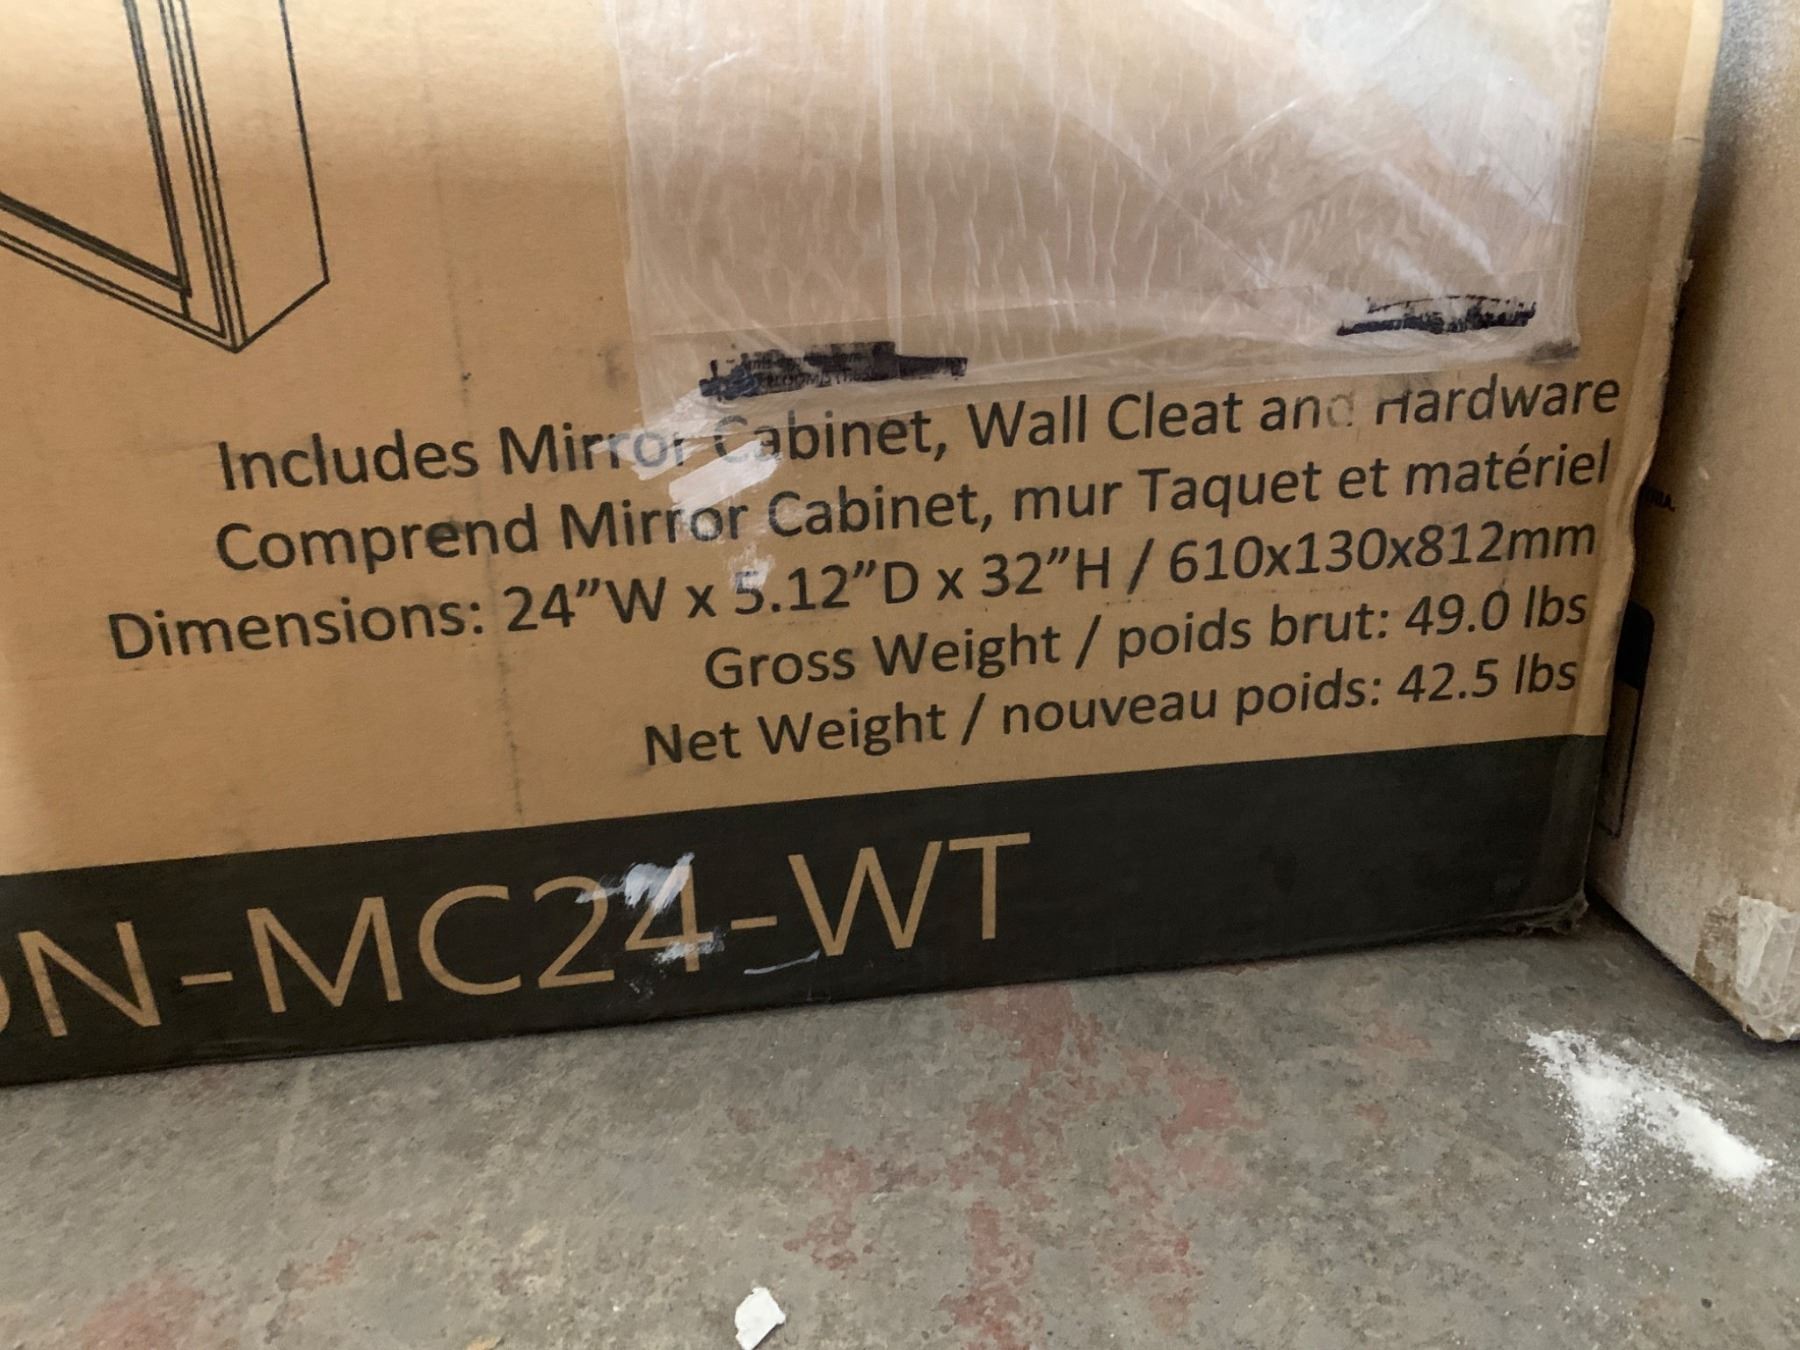 Includes Mirror Cabinet, Wall Cleat and Hardware
Comprend Mirror Cabinet, mur Taquet et matériel
Dimensions: 24”W x 5.12”D x 32”H / 610x130x812mm
Gross Weight / poids brut: 49.0 lbs
Net Weight / nouveau poids: 42.5 lbs
ON-MC24-WT